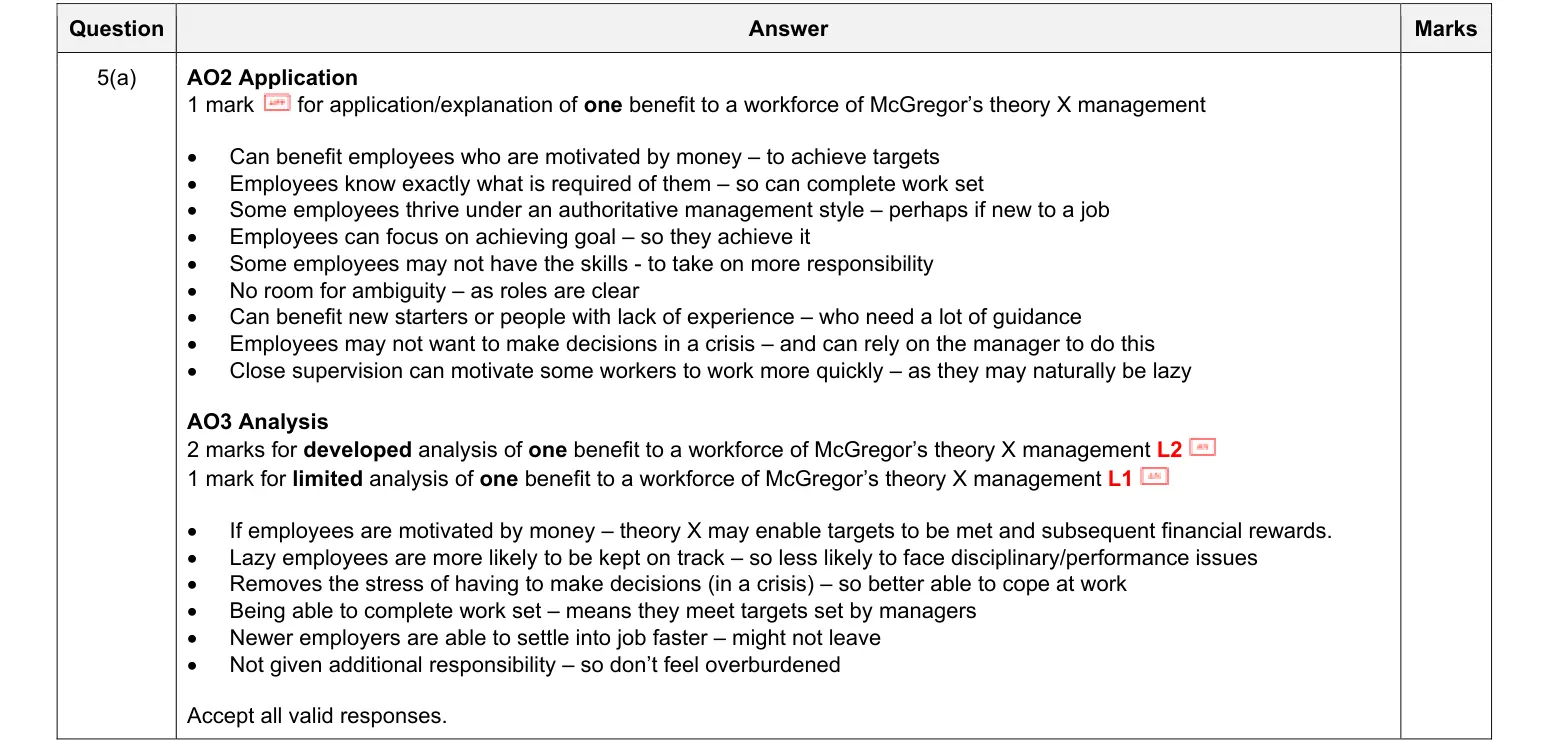 Question Answer Marks
5(a) AO2 Application
1 mark for application/explanation of one benefit to a workforce of McGregor’s theory X management
• Can benefit employees who are motivated by money – to achieve targets
• Employees know exactly what is required of them – so can complete work set
• Some employees thrive under an authoritative management style – perhaps if new to a job
• Employees can focus on achieving goal – so they achieve it
• Some employees may not have the skills - to take on more responsibility
• No room for ambiguity – as roles are clear
• Can benefit new starters or people with lack of experience – who need a lot of guidance
• Employees may not want to make decisions in a crisis – and can rely on the manager to do this
• Close supervision can motivate some workers to work more quickly – as they may naturally be lazy
AO3 Analysis
2 marks for developed analysis of one benefit to a workforce of McGregor’s theory X management L2
1 mark for limited analysis of one benefit to a workforce of McGregor’s theory X management L1
• If employees are motivated by money – theory X may enable targets to be met and subsequent financial rewards.
• Lazy employees are more likely to be kept on track – so less likely to face disciplinary/performance issues
• Removes the stress of having to make decisions (in a crisis) – so better able to cope at work
• Being able to complete work set – means they meet targets set by managers
• Newer employers are able to settle into job faster – might not leave
• Not given additional responsibility – so don’t feel overburdened
Accept all valid responses.